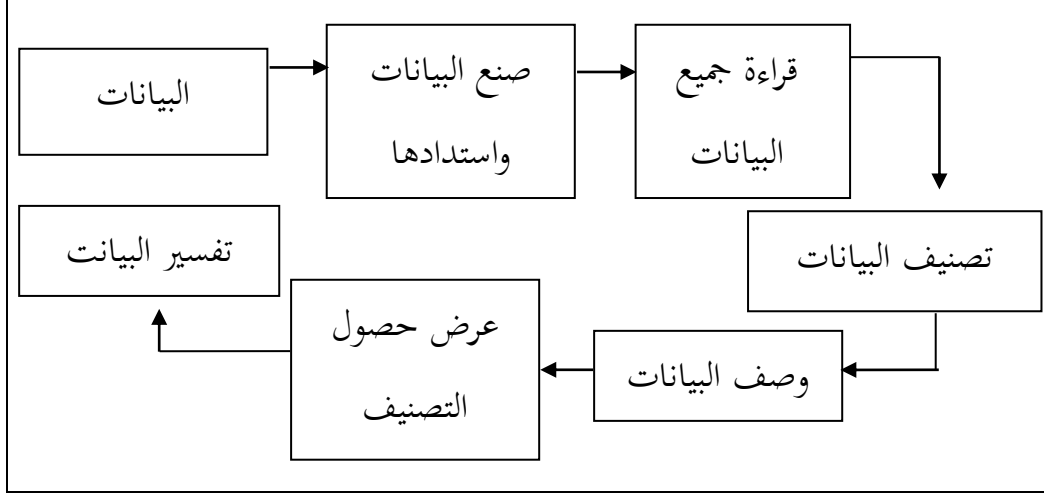 البيانات
صنع البيانات
واستدادها
قراءة جميع
البيانات
تصنيف البيانات
وصف البيانات
عرض حصول
التصنيف
تفسير البيانت